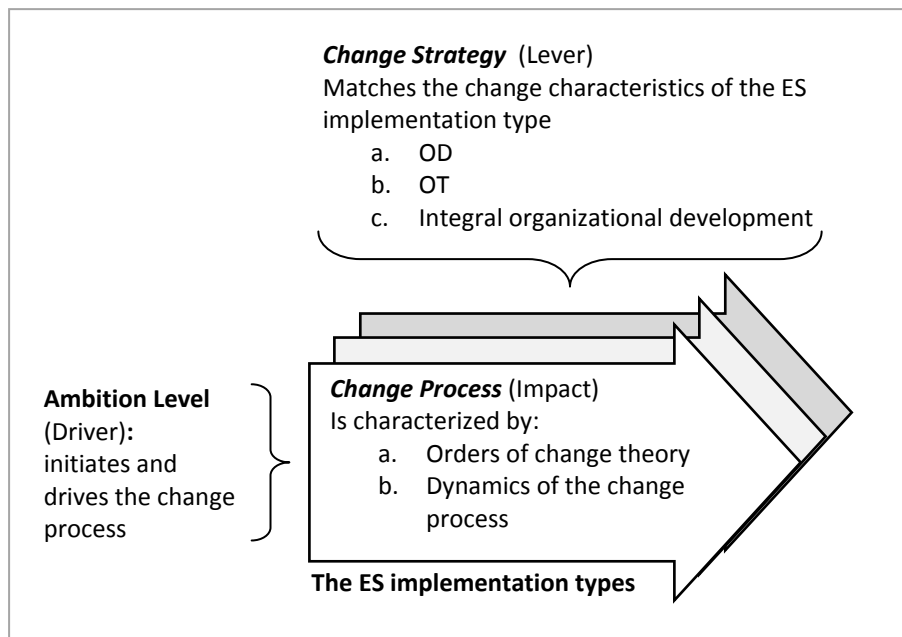 Change Strategy (Lever)
Matches the change characteristics of the ES
implementation type
a. OD
b. OT
c. Integral organizational development
Ambition Level
(Driver):
initiates and
drives the change
process
Change Process (Impact)
Is characterized by:
a. Orders of change theory
b. Dynamics of the change
process
The ES implementation types